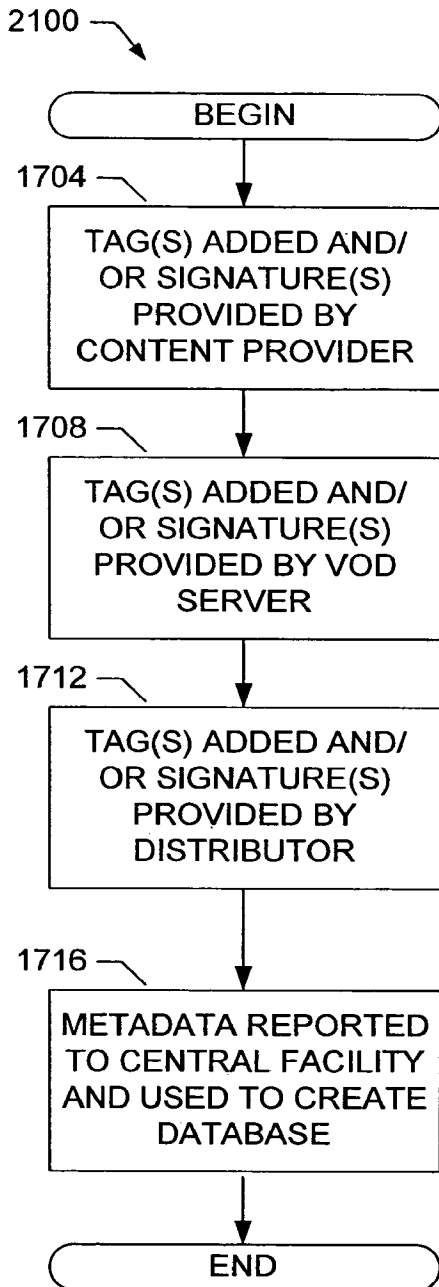 2100
BEGIN
1704
TAG(S) ADDED AND/
OR SIGNATURE(S)
PROVIDED BY
CONTENT PROVIDER
1708
TAG(S) ADDED AND/
OR SIGNATURE(S)
PROVIDED BY VOD
SERVER
1712
TAG(S) ADDED AND/
OR SIGNATURE(S)
PROVIDED BY
DISTRIBUTOR
1716
METADATA REPORTED
TO CENTRAL FACILITY
AND USED TO CREATE
DATABASE
END